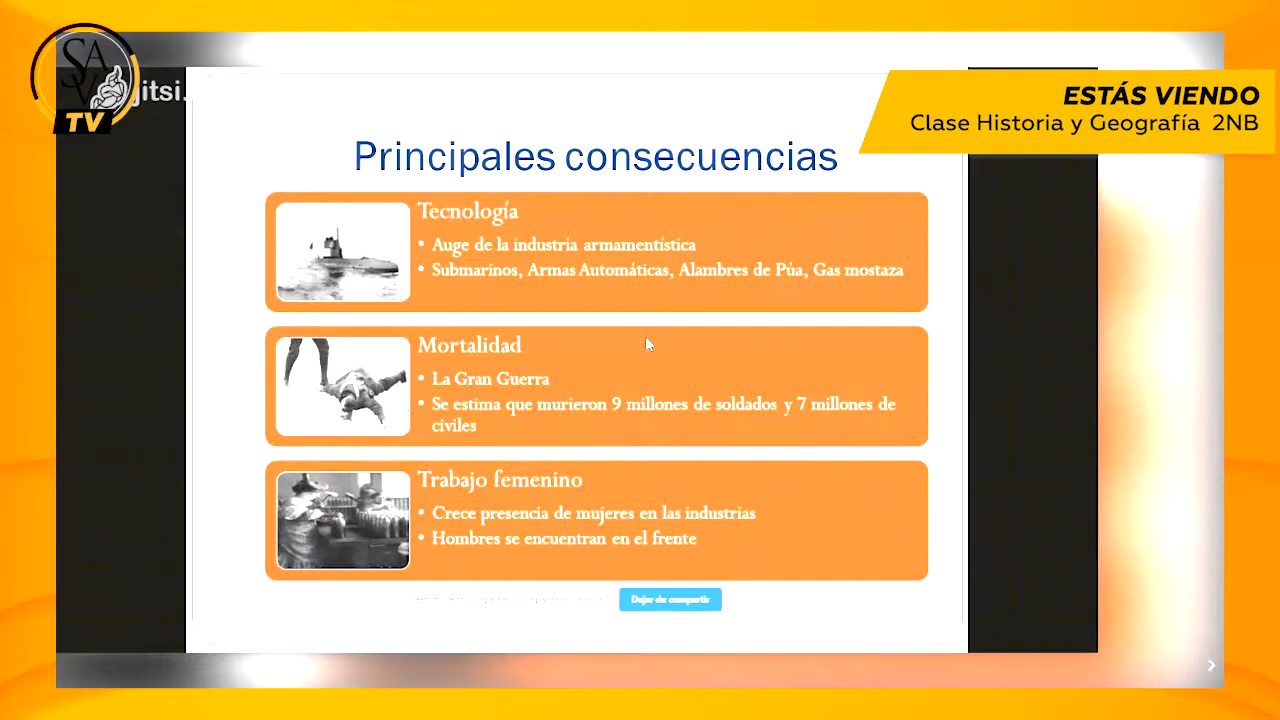 SA
V
TV
jitsi.
ESTÁS VIENDO
Clase Historia y Geografía 2NB
Principales consecuencias
Tecnología
• Auge de la industria armamentística
• Submarinos, Armas Automáticas, Alambres de Púa, Gas mostaza
Mortalidad
• La Gran Guerra
• Se estima que murieron 9 millones de soldados y 7 millones de
civiles
Trabajo femenino
• Crece presencia de mujeres en las industrias
• Hombres se encuentran en el frente
Dejar de compartir